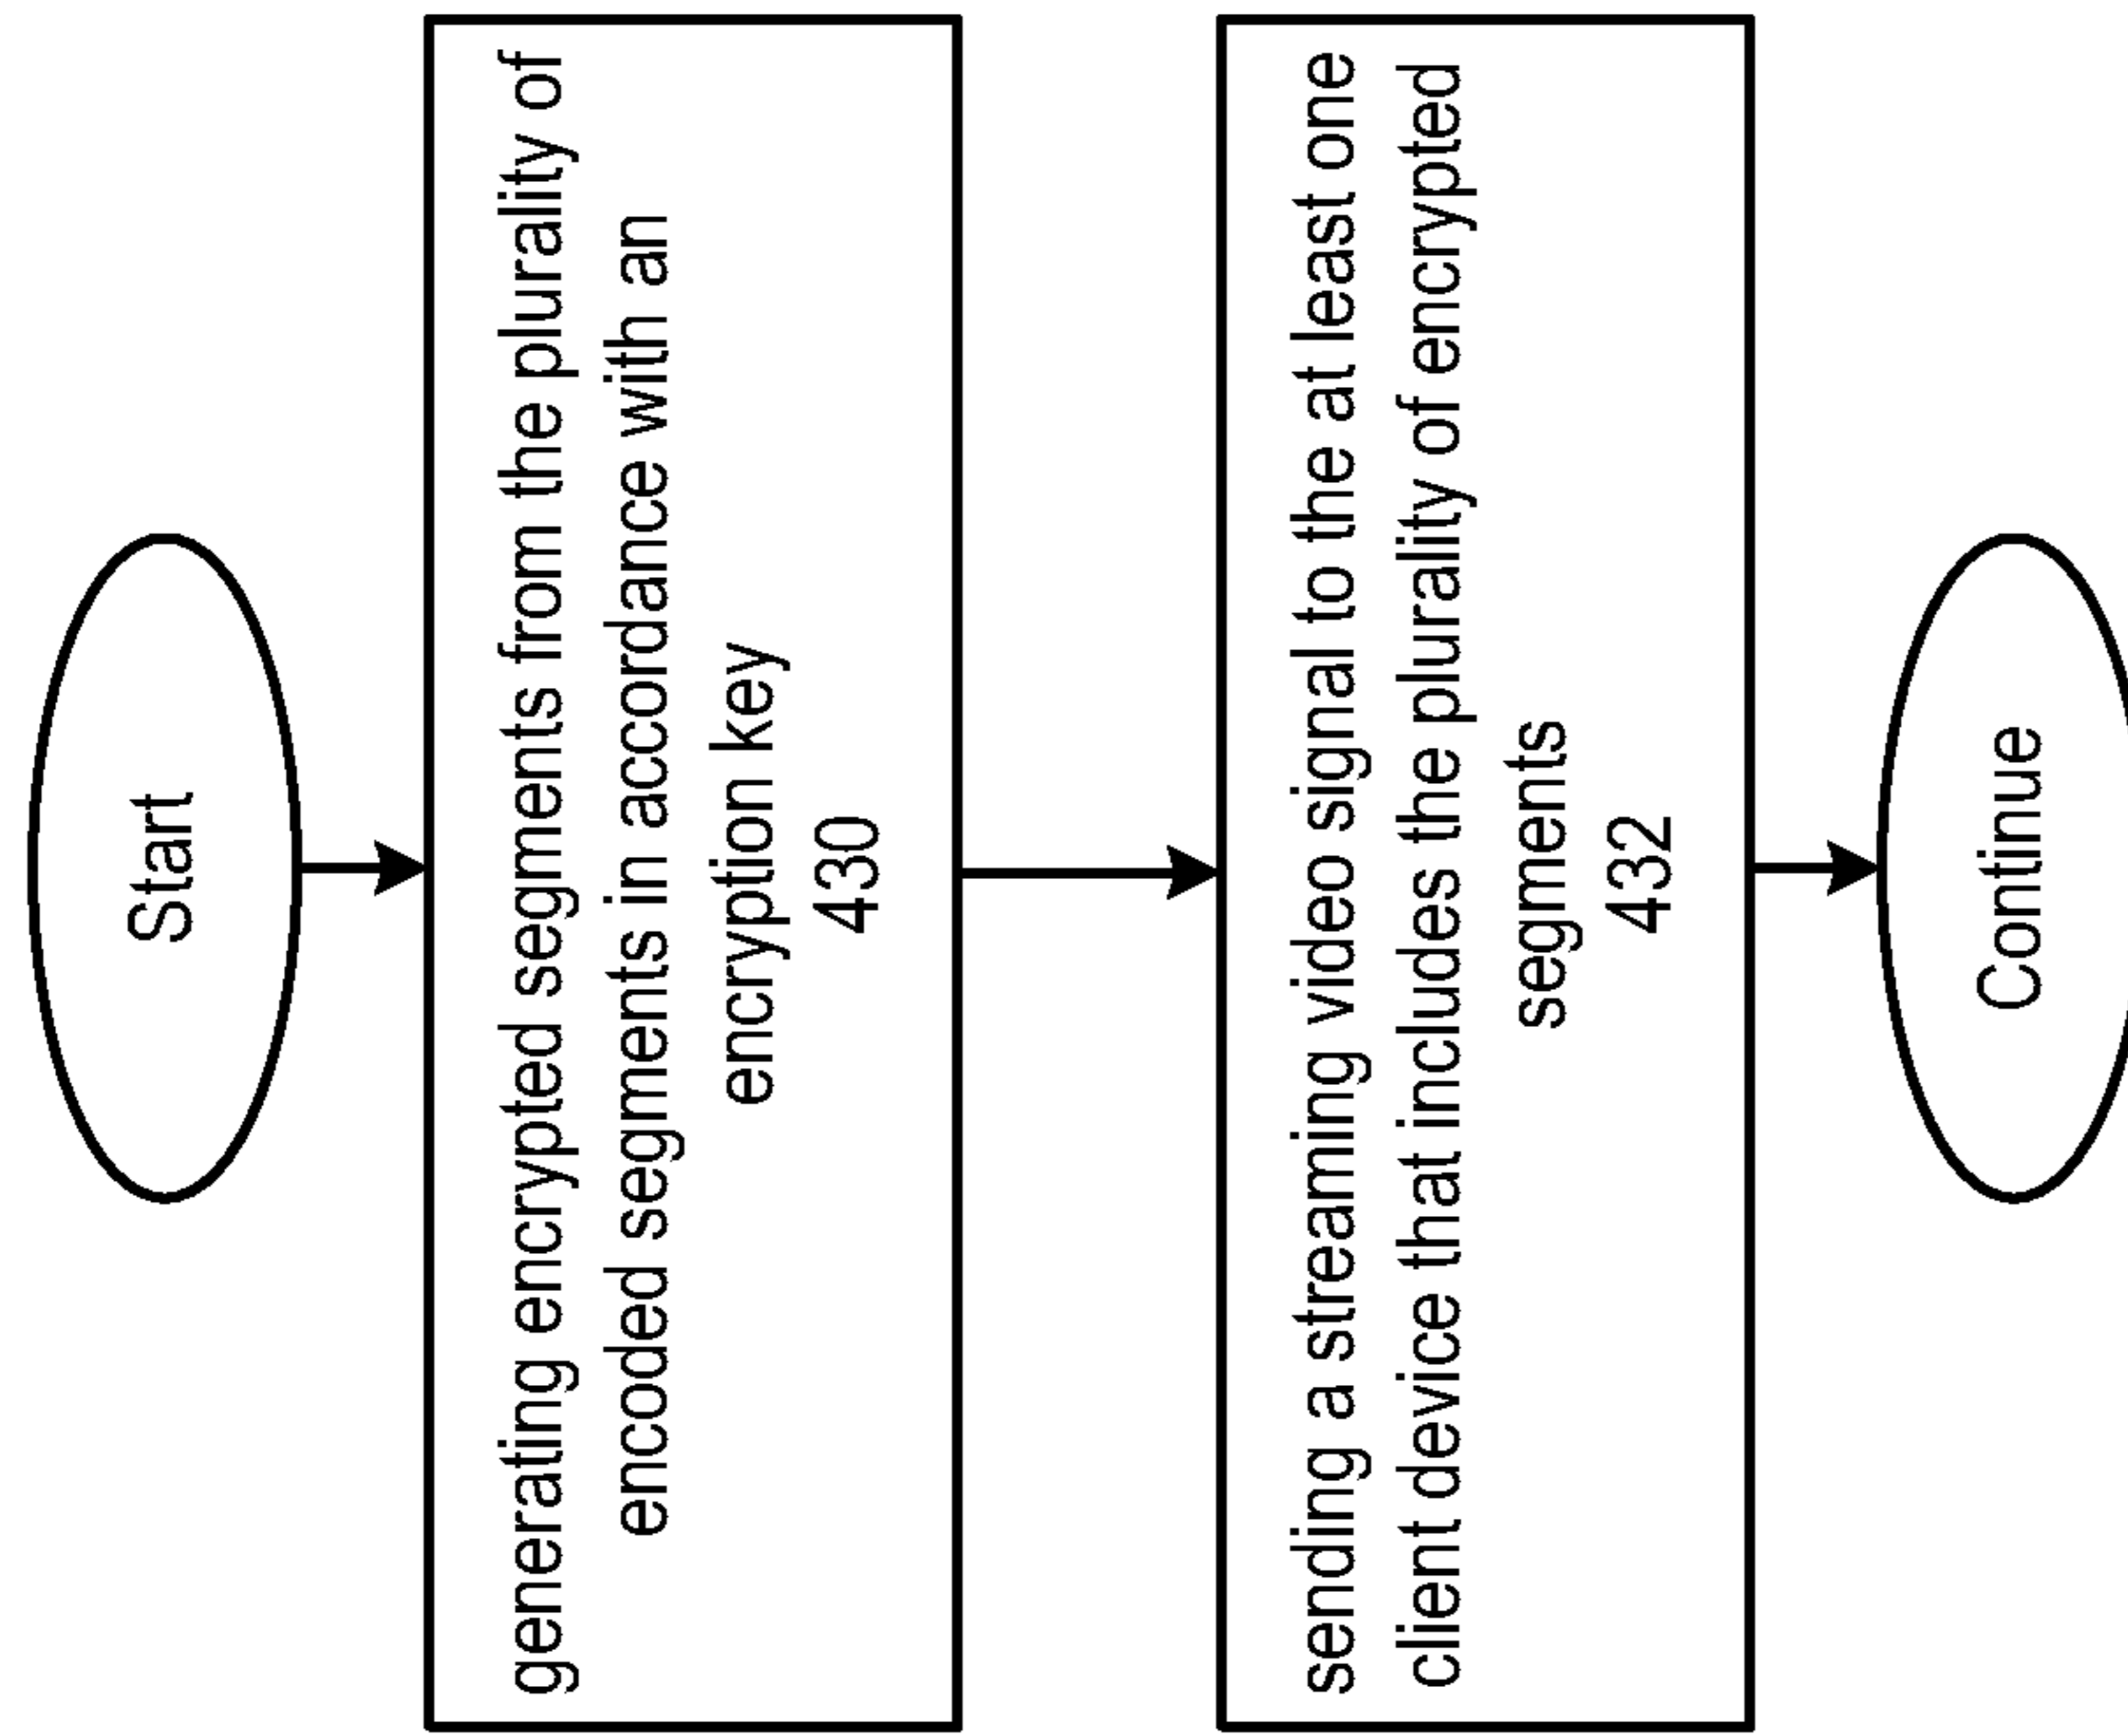 Start
generating encrypted segments from the plurality of
encoded segments in accordance with an
encryption key
430
sending a streaming video signal to the at least one
client device that includes the plurality of encrypted
segments
432
Continue